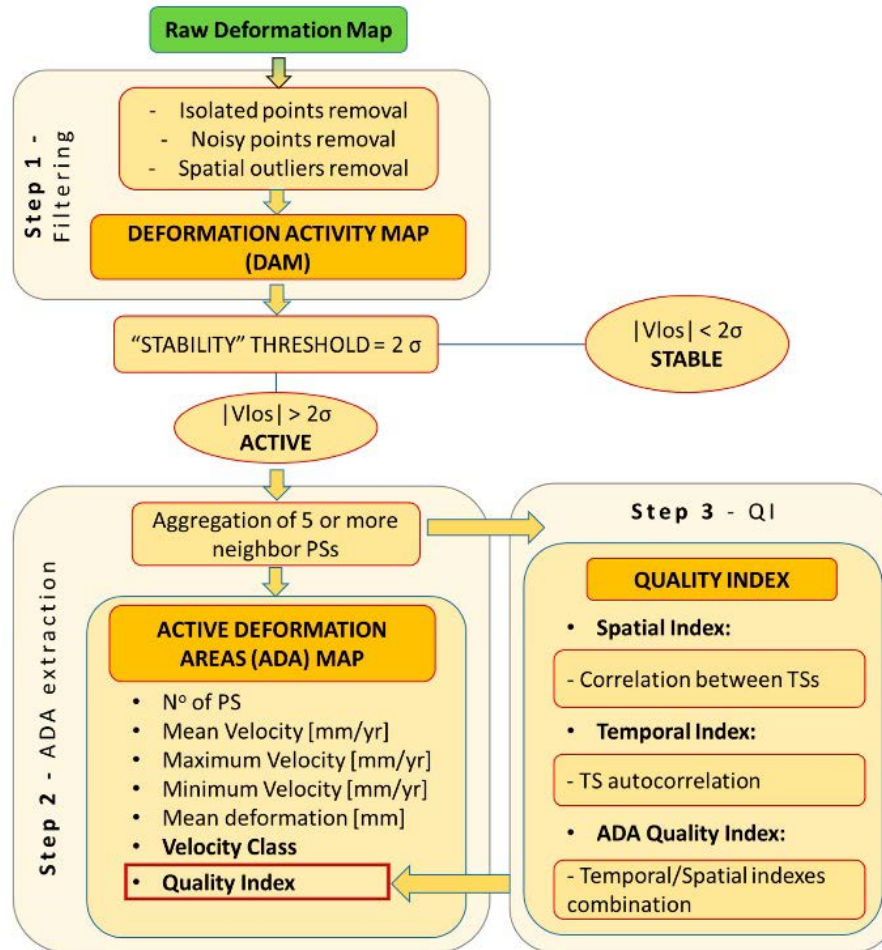 Raw Deformation Map
Step 1 -
Filtering
- Isolated points removal
- Noisy points removal
- Spatial outliers removal
DEFORMATION ACTIVITY MAP
(DAM)
“STABILITY” THRESHOLD = 2 σ
|Vlos| < 2σ
STABLE
|Vlos| > 2σ
ACTIVE
Step 2 - ADA extraction
Aggregation of 5 or more
neighbor PSs
ACTIVE DEFORMATION
AREAS (ADA) MAP
• Nº of PS
• Mean Velocity [mm/yr]
• Maximum Velocity [mm/yr]
• Minimum Velocity [mm/yr]
• Mean deformation [mm]
• Velocity Class
• Quality Index
Step 3 - QI
QUALITY INDEX
• Spatial Index:
- Correlation between TSs
• Temporal Index:
- TS autocorrelation
• ADA Quality Index:
- Temporal/Spatial indexes
combination